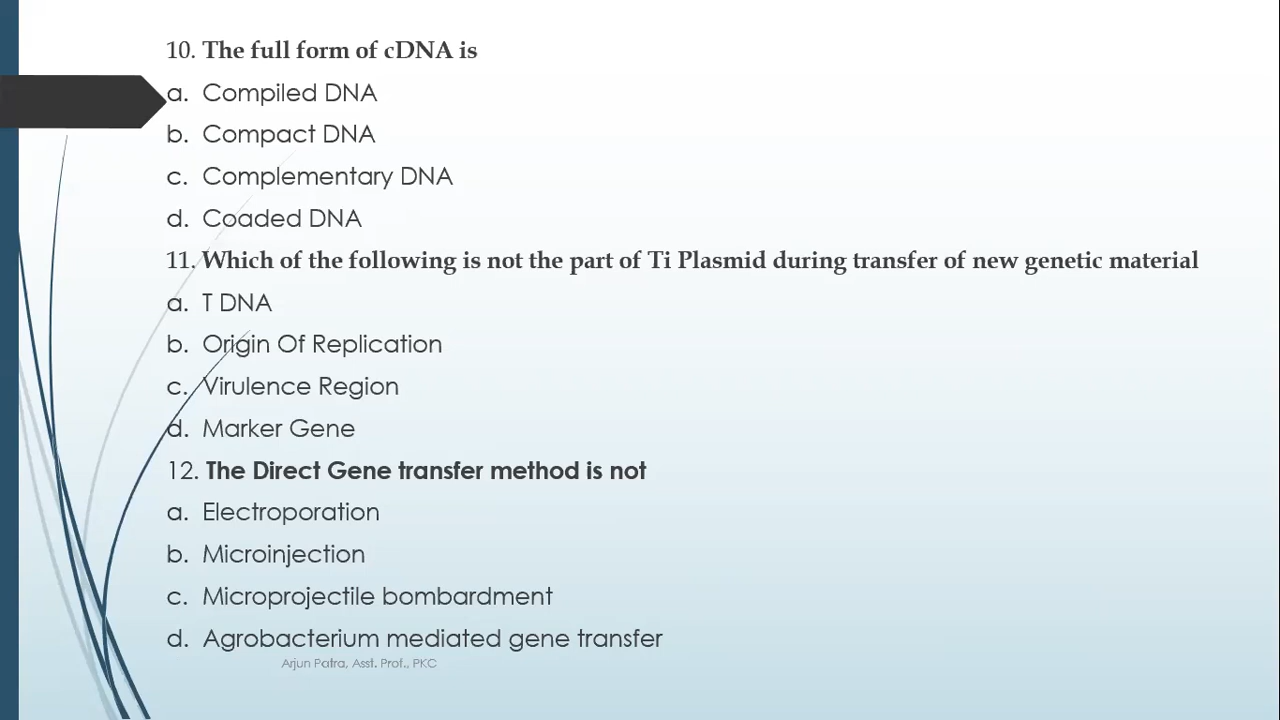 10. The full form of cDNA is
a. Compiled DNA
b. Compact DNA
c. Complementary DNA
d. Coaded DNA
11. Which of the following is not the part of Ti Plasmid during transfer of new genetic material
a. T DNA
b. Origin Of Replication
c. Virulence Region
d. Marker Gene
12. The Direct Gene transfer method is not
a. Electroporation
b. Microinjection
c. Microprojectile bombardment
d. Agrobacterium mediated gene transfer
Arjun Patra, Asst. Prof., PKC